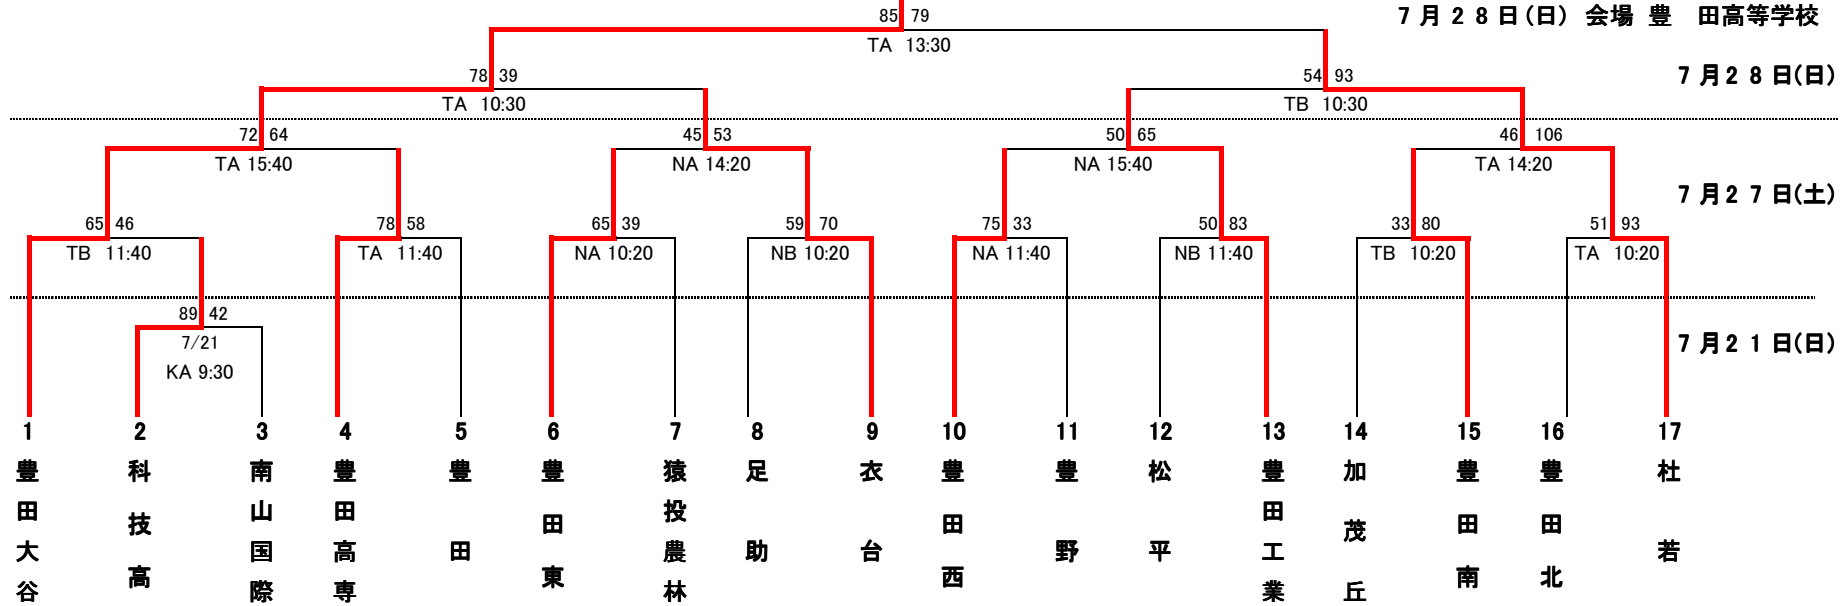 85 79
7月28日(日) 会場 豊 田高等学校
TA 13:30
78 39
54 93
7月28日(日)
TA 10:30
TB 10:30
72 64
45 53
50 65
46 106
TA 15:40
NA 14:20
NA 15:40
TA 14:20
7月27日(土)
65 46
78 58
65 39
59 70
75 33
50 83
33 80
51 93
TB 11:40
TA 11:40
NA 10:20
NB 10:20
NA 11:40
NB 11:40
TB 10:20
TA 10:20
89 42
7/21
KA 9:30
7月21日(日)
1 豊田大谷
2 科技高
3 南山国際
4 豊田高専
5 豊田
6 豊田東
7 猿投農林
8 足助
9 衣台
10 豊田西
11 豊野
12 松平
13 豊田工業
14 加茂丘
15 豊田南
16 豊田北
17 杜若